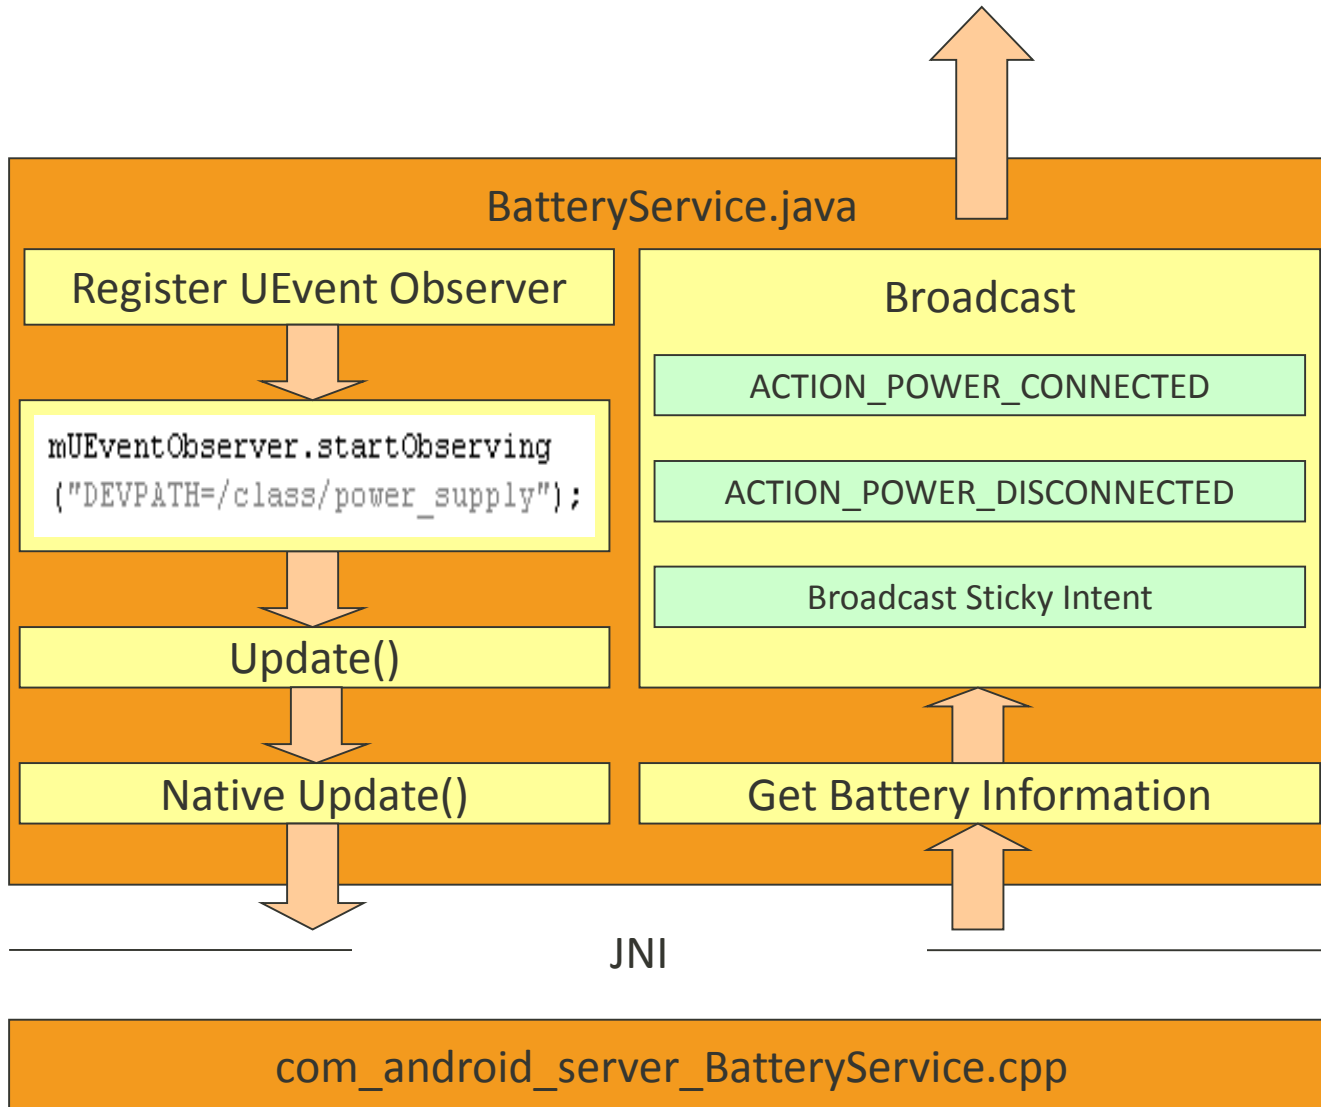 BatteryService.java
Register UEvent Observer
mUEventObserver.startObserving
("DEVPATH=/class/power_supply");
Update()
Native Update()
Broadcast
ACTION_POWER_CONNECTED
ACTION_POWER_DISCONNECTED
Broadcast Sticky Intent
Get Battery Information
JNI
com_android_server_BatteryService.cpp